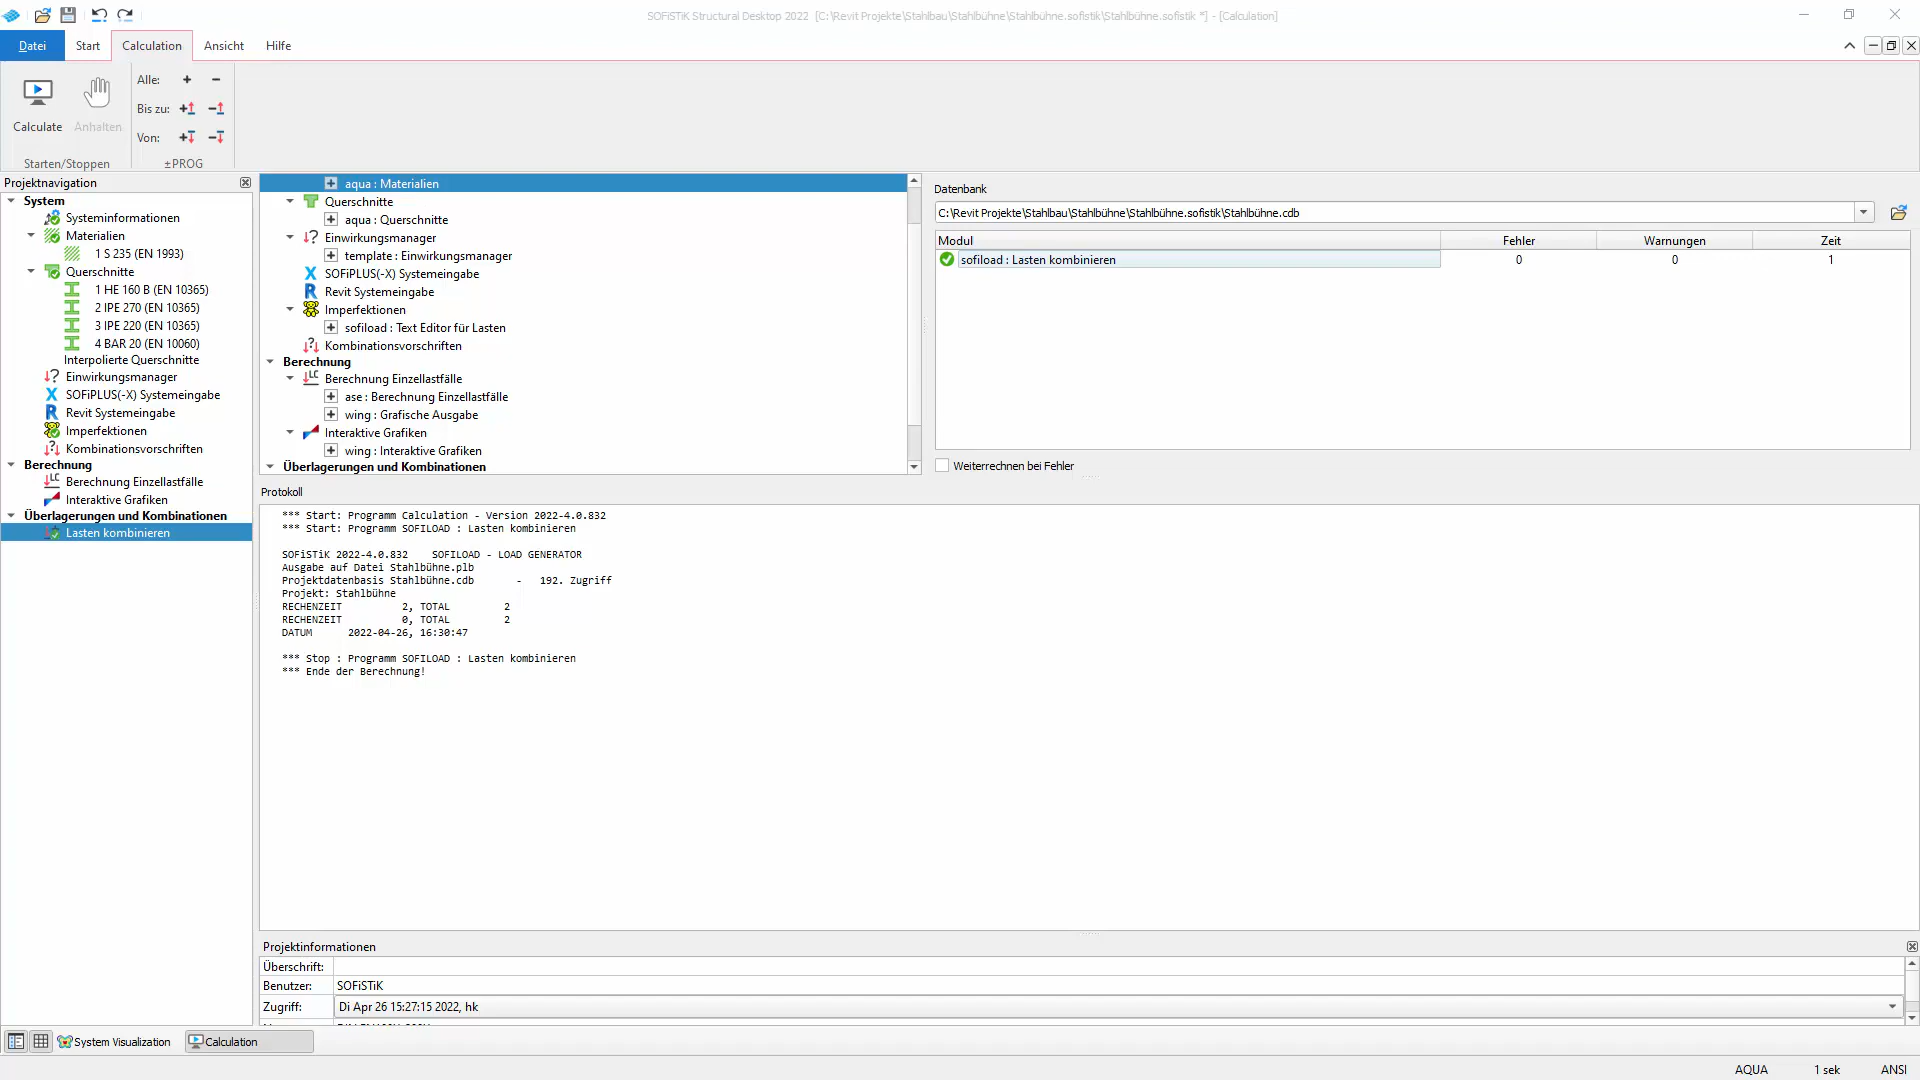 SOFiSTiK Structural Desktop 2022 [C:\Revit Projekte\Stahlbau\Stahlbühne\Stahlbühne.sofistik\Stahlbühne.sofistik *] - [Calculation]
Datei Start Calculation Ansicht Hilfe
Alle: + -
Bis zu:
Calculate Anhalten
Von:
Starten/Stoppen ±PROG
Projektnavigation
System
Systeminformationen
Materialien
1 S 235 (EN 1993)
Querschnitte
1 HE 160 B (EN 10365)
2 IPE 270 (EN 10365)
3 IPE 220 (EN 10365)
4 BAR 20 (EN 10060)
Interpolierte Querschnitte
Einwirkungsmanager
SOFiPLUS(-X) Systemeingabe
Revit Systemeingabe
Imperfektionen
Kombinationsvorschriften
Berechnung
Berechnung Einzellastfälle
Interaktive Grafiken
Überlagerungen und Kombinationen
Lasten kombinieren
aqua : Materialien
Querschnitte
aqua : Querschnitte
Einwirkungsmanager
template : Einwirkungsmanager
SOFiPLUS(-X) Systemeingabe
Revit Systemeingabe
Imperfektionen
sofiload : Text Editor für Lasten
Kombinationsvorschriften
Berechnung
Berechnung Einzellastfälle
ase : Berechnung Einzellastfälle
wing : Grafische Ausgabe
Interaktive Grafiken
wing : Interaktive Grafiken
Überlagerungen und Kombinationen
Datenbank
C:\Revit Projekte\Stahlbau\Stahlbühne\Stahlbühne.sofistik\Stahlbühne.cdb
Modul Fehler Warnungen Zeit
sofiload : Lasten kombinieren 0 0 1
Weiterrechnen bei Fehler
Protokoll
*** Start: Programm Calculation - Version 2022-4.0.832
*** Start: Programm SOFILOAD : Lasten kombinieren
SOFiSTiK 2022-4.0.832 SOFILOAD - LOAD GENERATOR
Ausgabe auf Datei Stahlbühne.plb
Projektdatenbasis Stahlbühne.cdb - 192. Zugriff
Projekt: Stahlbühne
RECHENZEIT 2, TOTAL 2
RECHENZEIT 0, TOTAL 2
DATUM 2022-04-26, 16:30:47
*** Stop : Programm SOFILOAD : Lasten kombinieren
*** Ende der Berechnung!
Projektinformationen
Überschrift:
Benutzer: SOFiSTiK
Zugriff: Di Apr 26 15:27:15 2022, hk
System Visualization Calculation
AQUA 1 sek ANSI